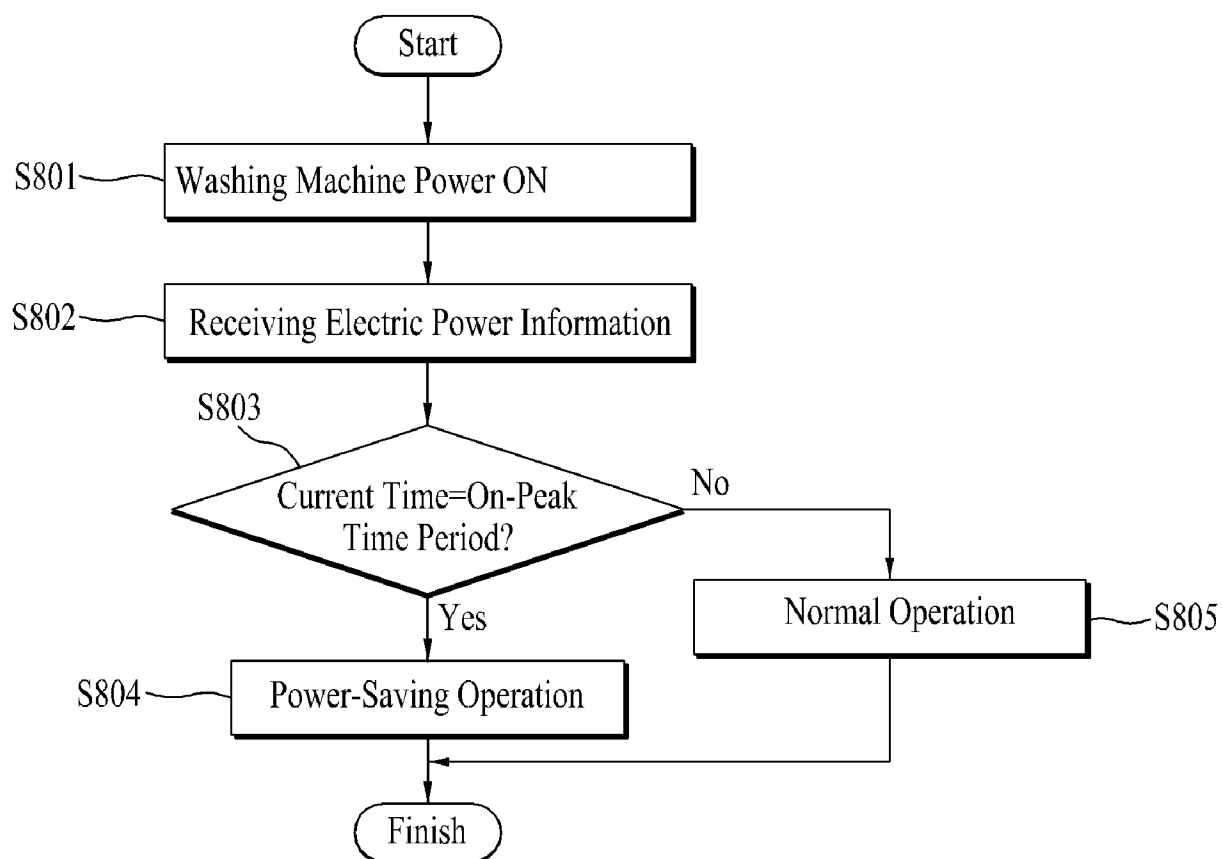 Start
S801
Washing Machine Power ON
S802
Receiving Electric Power Information
S803
Current Time=On-Peak
Time Period?
No
Yes
Normal Operation
S805
S804
Power-Saving Operation
Finish